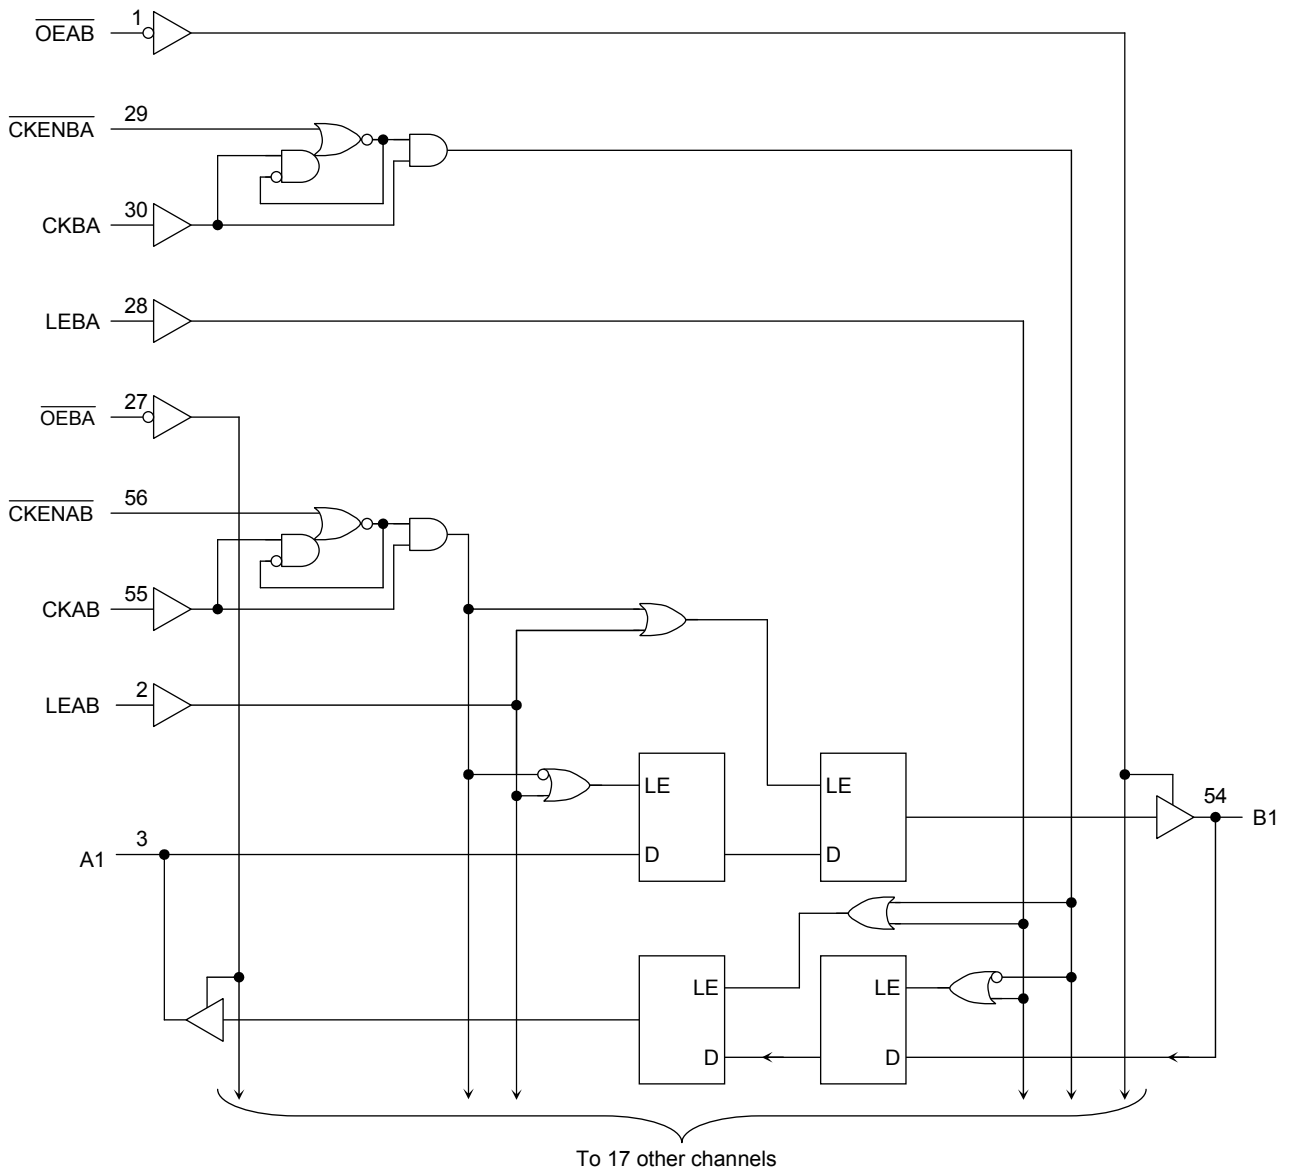 1
OEAB
29
CKENBA
30
CKBA
28
LEBA
27
OEBA
56
CKENAB
55
CKAB
2
LEAB
LE
LE
54
B1
3
A1
D
D
LE
LE
D
D
To 17 other channels